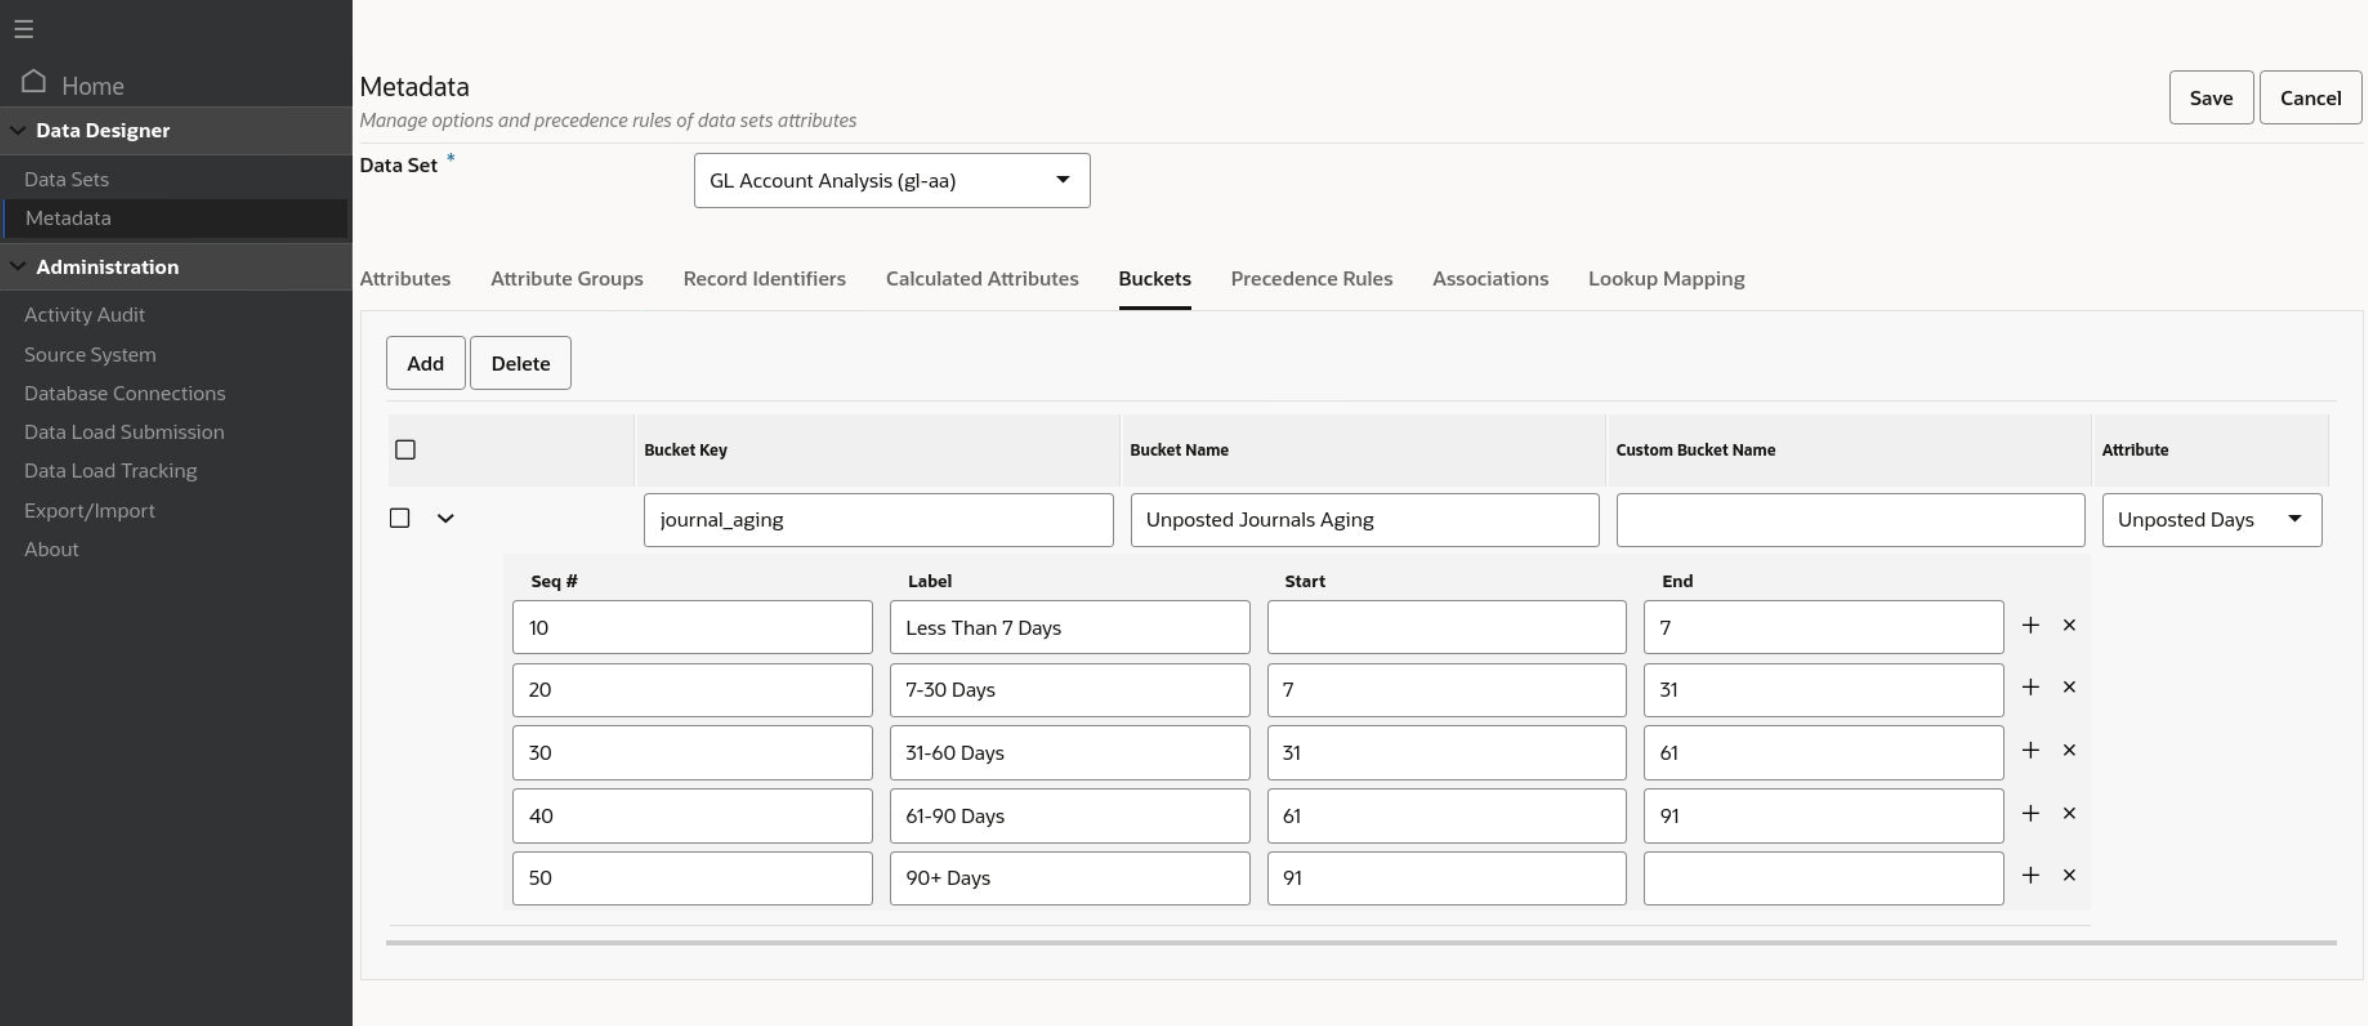 Home
Data Designer
Data Sets
Metadata
Administration
Activity Audit
Source System
Database Connections
Data Load Submission
Data Load Tracking
Export/Import
About
Metadata
Manage options and precedence rules of data sets attributes
Save Cancel
Data Set * GL Account Analysis (gl-aa)
Attributes Attribute Groups Record Identifiers Calculated Attributes Buckets Precedence Rules Associations Lookup Mapping
Add Delete
Bucket Key Bucket Name Custom Bucket Name Attribute
journal_aging Unposted Journals Aging Unposted Days
Seq # Label Start End
10 Less Than 7 Days 7
20 7-30 Days 7 31
30 31-60 Days 31 61
40 61-90 Days 61 91
50 90+ Days 91